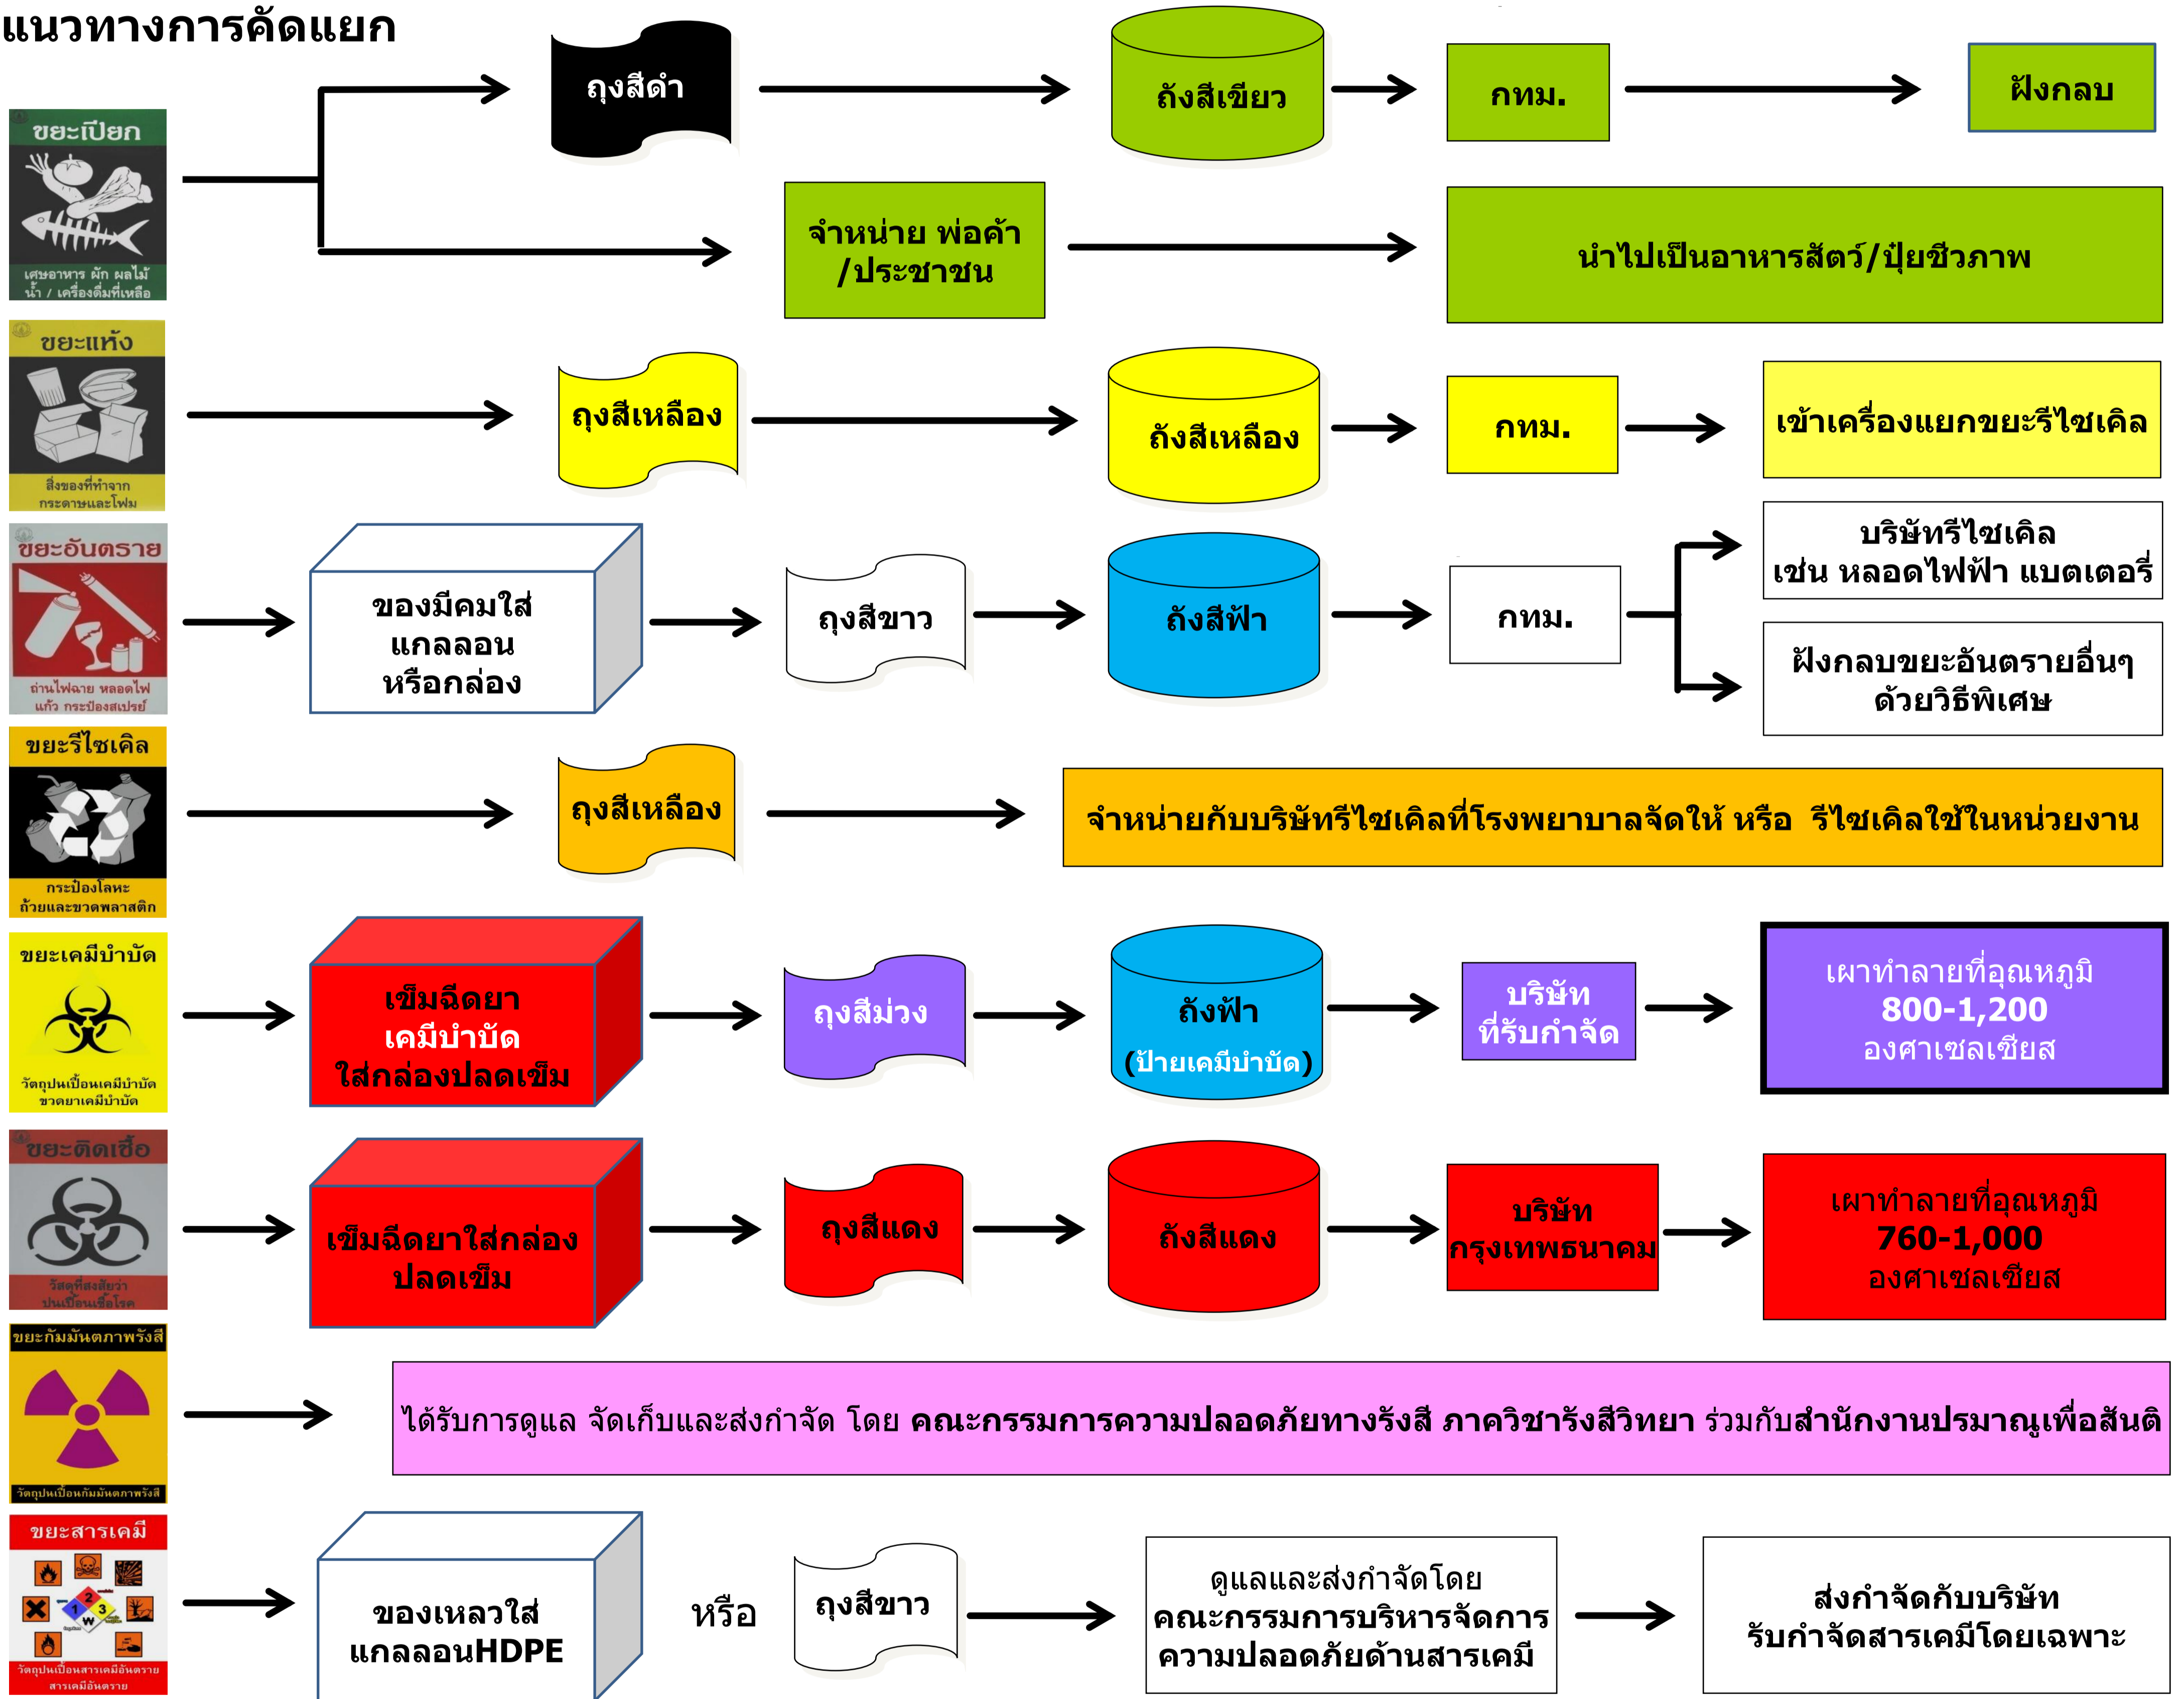 แนวทางการคัดแยก
ขยะเปียก
เศษอาหาร ผัก ผลไม้
น้ำ / เครื่องดื่มที่เหลือ
ถุงสีดำ
ถังสีเขียว
กทม.
ฝังกลบ
จำหน่าย พ่อค้า
/ประชาชน
นำไปเป็นอาหารสัตว์/ปุ๋ยชีวภาพ
ขยะแห้ง
สิ่งของที่ทำจาก
กระดาษและโฟม
ถุงสีเหลือง
ถังสีเหลือง
กทม.
เข้าเครื่องแยกขยะรีไซเคิล
ขยะอันตราย
ถ่านไฟฉาย หลอดไฟ
แก้ว กระป๋องสเปรย์
ของมีคมใส่
แกลลอน
หรือกล่อง
ถุงสีขาว
ถังสีฟ้า
กทม.
บริษัทรีไซเคิล
เช่น หลอดไฟฟ้า แบตเตอรี่
ฝังกลบขยะอันตรายอื่นๆ
ด้วยวิธีพิเศษ
ขยะรีไซเคิล
กระป๋องโลหะ
ถ้วยและขวดพลาสติก
ถุงสีเหลือง
จำหน่ายกับบริษัทรีไซเคิลที่โรงพยาบาลจัดให้ หรือ รีไซเคิลใช้ในหน่วยงาน
ขยะเคมีบำบัด
วัตถุปนเปื้อนเคมีบำบัด
ขวดยาเคมีบำบัด
เข็มฉีดยา
เคมีบำบัด
ใส่กล่องปลดเข็ม
ถุงสีม่วง
ถังฟ้า
(ป้ายเคมีบำบัด)
บริษัท
ที่รับกำจัด
เผาทำลายที่อุณหภูมิ
800-1,200
องศาเซลเซียส
ขยะติดเชื้อ
วัสดุที่สงสัยว่า
ปนเปื้อนเชื้อโรค
เข็มฉีดยาใส่กล่อง
ปลดเข็ม
ถุงสีแดง
ถังสีแดง
บริษัท
กรุงเทพธนาคม
เผาทำลายที่อุณหภูมิ
760-1,000
องศาเซลเซียส
ขยะกัมมันตภาพรังสี
วัตถุปนเปื้อนกัมมันตภาพรังสี
ได้รับการดูแล จัดเก็บและส่งกำจัด โดย คณะกรรมการความปลอดภัยทางรังสี ภาควิชารังสีวิทยา ร่วมกับสำนักงานปรมาณูเพื่อสันติ
ขยะสารเคมี
2
1 3
W
วัตถุปนเปื้อนสารเคมีอันตราย
สารเคมีอันตราย
ของเหลวใส่
แกลลอนHDPE
หรือ
ถุงสีขาว
ดูแลและส่งกำจัดโดย
คณะกรรมการบริหารจัดการ
ความปลอดภัยด้านสารเคมี
ส่งกำจัดกับบริษัท
รับกำจัดสารเคมีโดยเฉพาะ